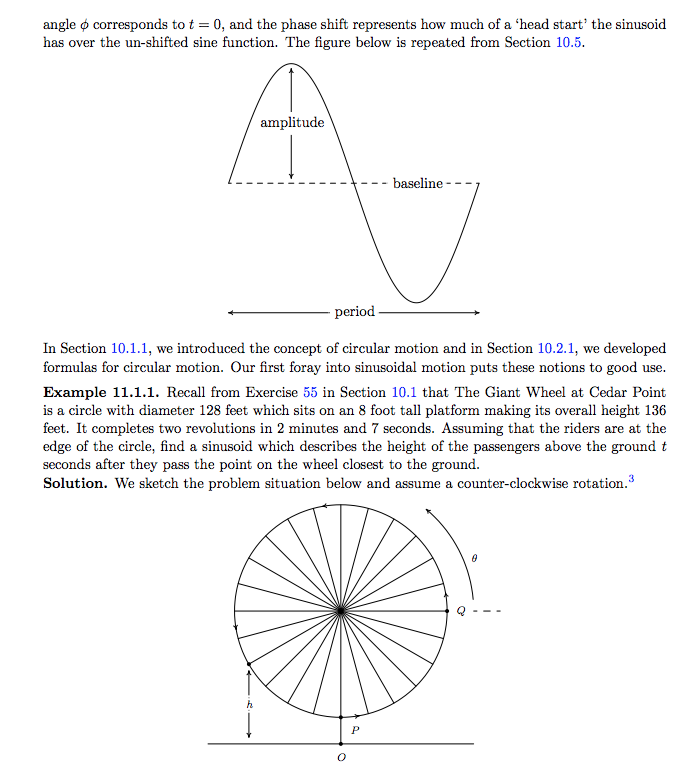 angle ϕ corresponds to t = 0, and the phase shift represents how much of a ‘head start’ the sinusoid
has over the un-shifted sine function. The figure below is repeated from Section 10.5.
amplitude
baseline
period
In Section 10.1.1, we introduced the concept of circular motion and in Section 10.2.1, we developed
formulas for circular motion. Our first foray into sinusoidal motion puts these notions to good use.
Example 11.1.1. Recall from Exercise 55 in Section 10.1 that The Giant Wheel at Cedar Point
is a circle with diameter 128 feet which sits on an 8 foot tall platform making its overall height 136
feet. It completes two revolutions in 2 minutes and 7 seconds. Assuming that the riders are at the
edge of the circle, find a sinusoid which describes the height of the passengers above the ground t
seconds after they pass the point on the wheel closest to the ground.
Solution. We sketch the problem situation below and assume a counter-clockwise rotation.³
θ
Q
h
P
O